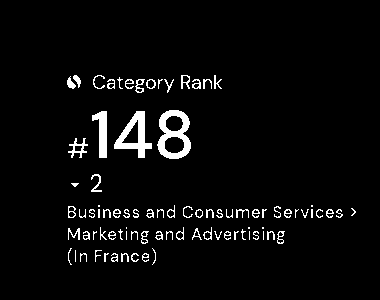 Category Rank
#148
2
Business and Consumer Services >
Marketing and Advertising
(In France)